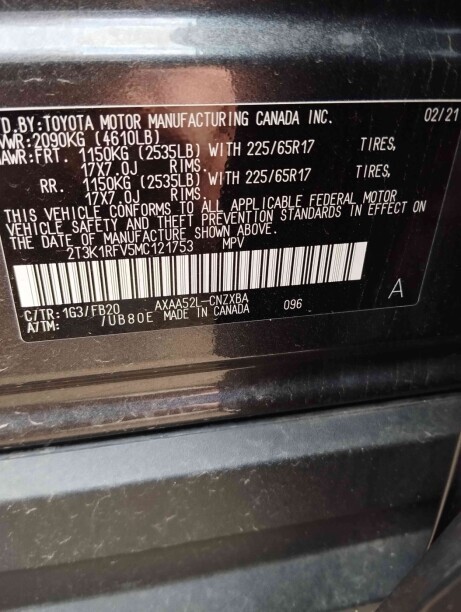 D.BY:TOYOTA MOTOR MANUFACTURING CANADA INC. 02/21
VWR:2090KG (4610LB)
AWR:FRT. 1150KG (2535LB) WITH 225/65R17 TIRES,
17X7.0J RIMS.
RR. 1150KG (2535LB) WITH 225/65R17 TIRES,
17X7.0J RIMS.
THIS VEHICLE CONFORMS TO ALL APPLICABLE FEDERAL MOTOR
VEHICLE SAFETY AND THEFT PREVENTION STANDARDS IN EFFECT ON
THE DATE OF MANUFACTURE SHOWN ABOVE.
2T3K1RFV5MC121753 MPV
C/TR:1G3/FB20 AXAA52L-CNZXBA 096 A
A/TM: /UB80E MADE IN CANADA